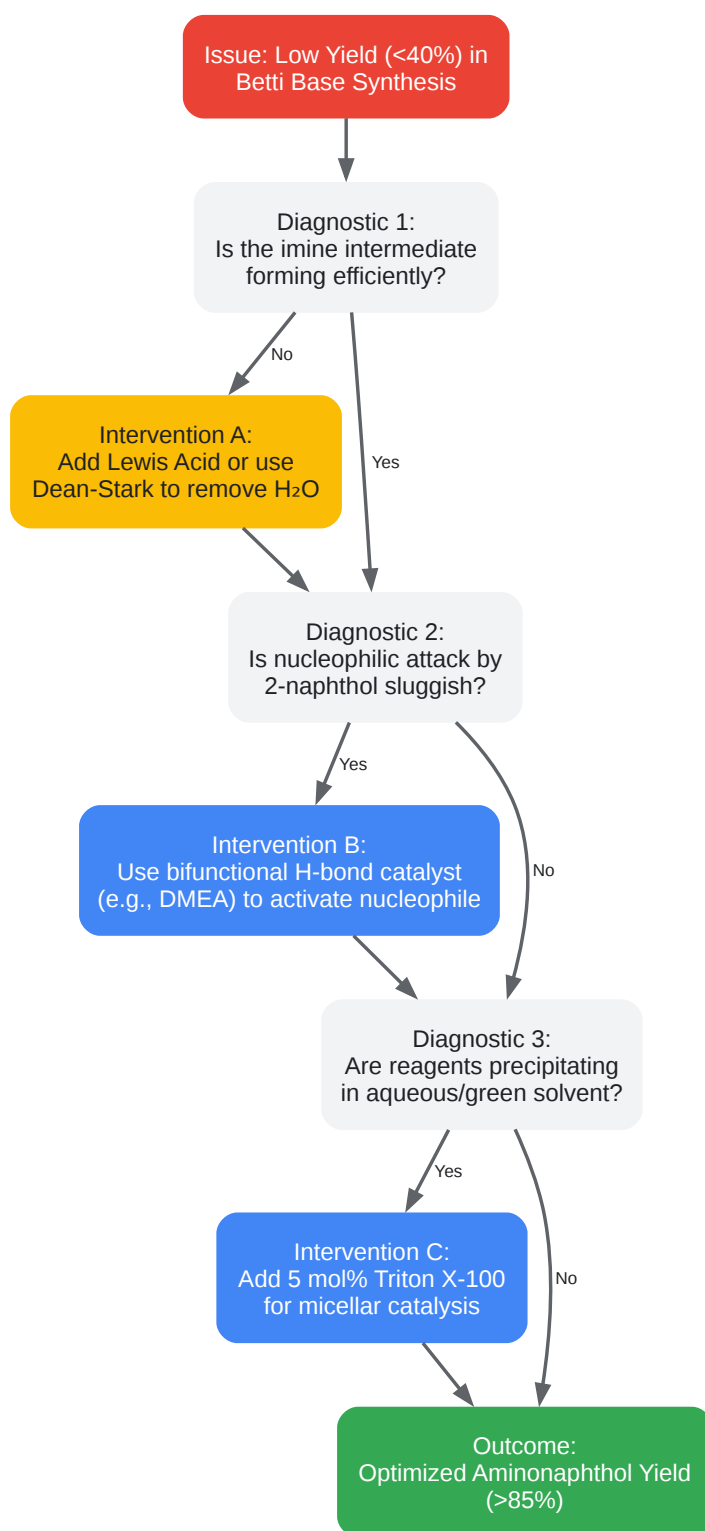 Issue: Low Yield (<40%) in
Betti Base Synthesis
Diagnostic 1:
Is the imine intermediate
forming efficiently?
No
Yes
Intervention A:
Add Lewis Acid or use
Dean-Stark to remove H₂O
Diagnostic 2:
Is nucleophilic attack by
2-naphthol sluggish?
Yes
No
Intervention B:
Use bifunctional H-bond catalyst
(e.g., DMEA) to activate nucleophile
Diagnostic 3:
Are reagents precipitating
in aqueous/green solvent?
Yes
No
Intervention C:
Add 5 mol% Triton X-100
for micellar catalysis
Outcome:
Optimized Aminonaphthol Yield
(>85%)